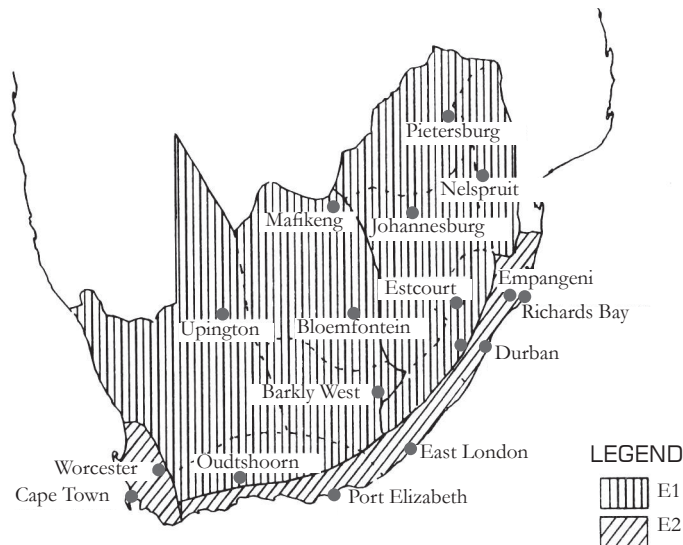 Pietersburg
Nelspruit
Mafikeng
Johannesburg
Estcourt
Empangeni
Richards Bay
Upington
Bloemfontein
Durban
Barkly West
East London
LEGEND
Worcester
Oudtshoorn
E1
Cape Town
Port Elizabeth
E2